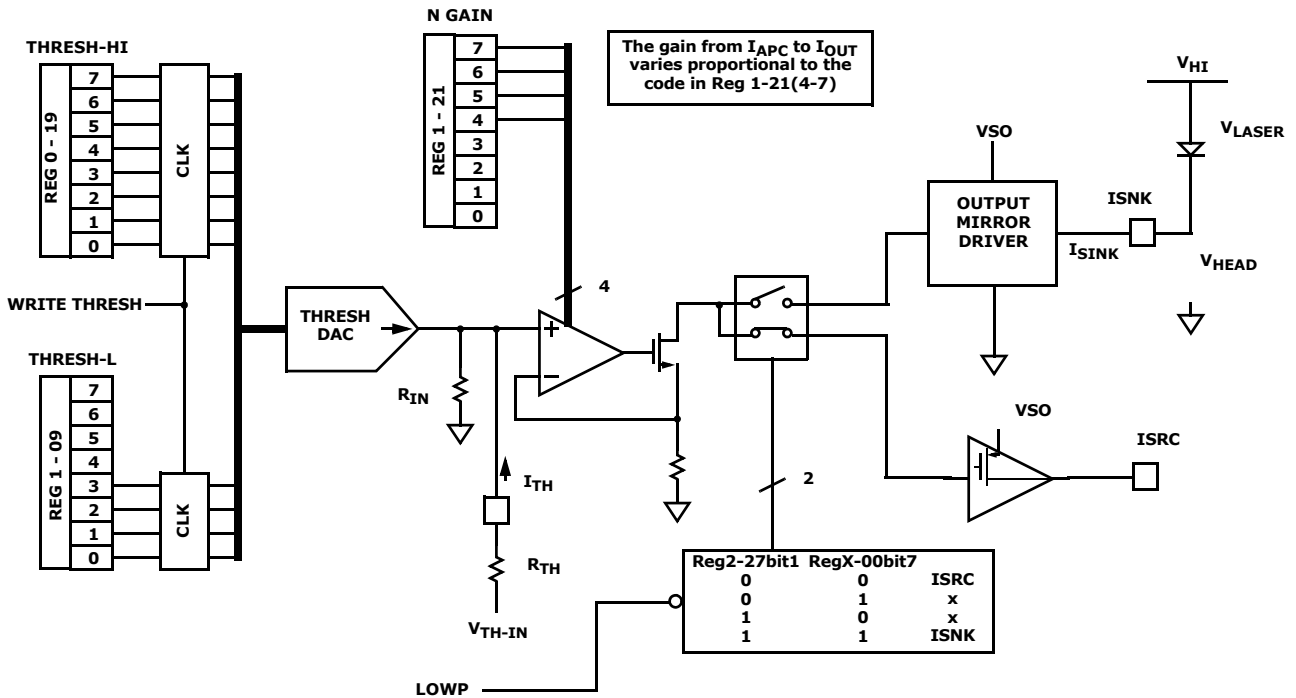 N GAIN
THRESH-HI
REG 0 - 19
7
6
5
4
3
2
1
0
CLK
REG 1 - 21
7
6
5
4
3
2
1
0
The gain from IAPC to IOUT
varies proportional to the
code in Reg 1-21(4-7)
VHI
VLASER
VSO
OUTPUT
MIRROR
DRIVER
ISNK
ISINK
VHEAD
WRITE THRESH
4
THRESH
DAC
+
−
RIN
THRESH-L
REG 1 - 09
7
6
5
4
3
2
1
0
CLK
ITH
RTH
VTH-IN
2
VSO
ISRC
Reg2-27bit1 RegX-00bit7
0 0 ISRC
0 1 x
1 0 x
1 1 ISNK
LOWP